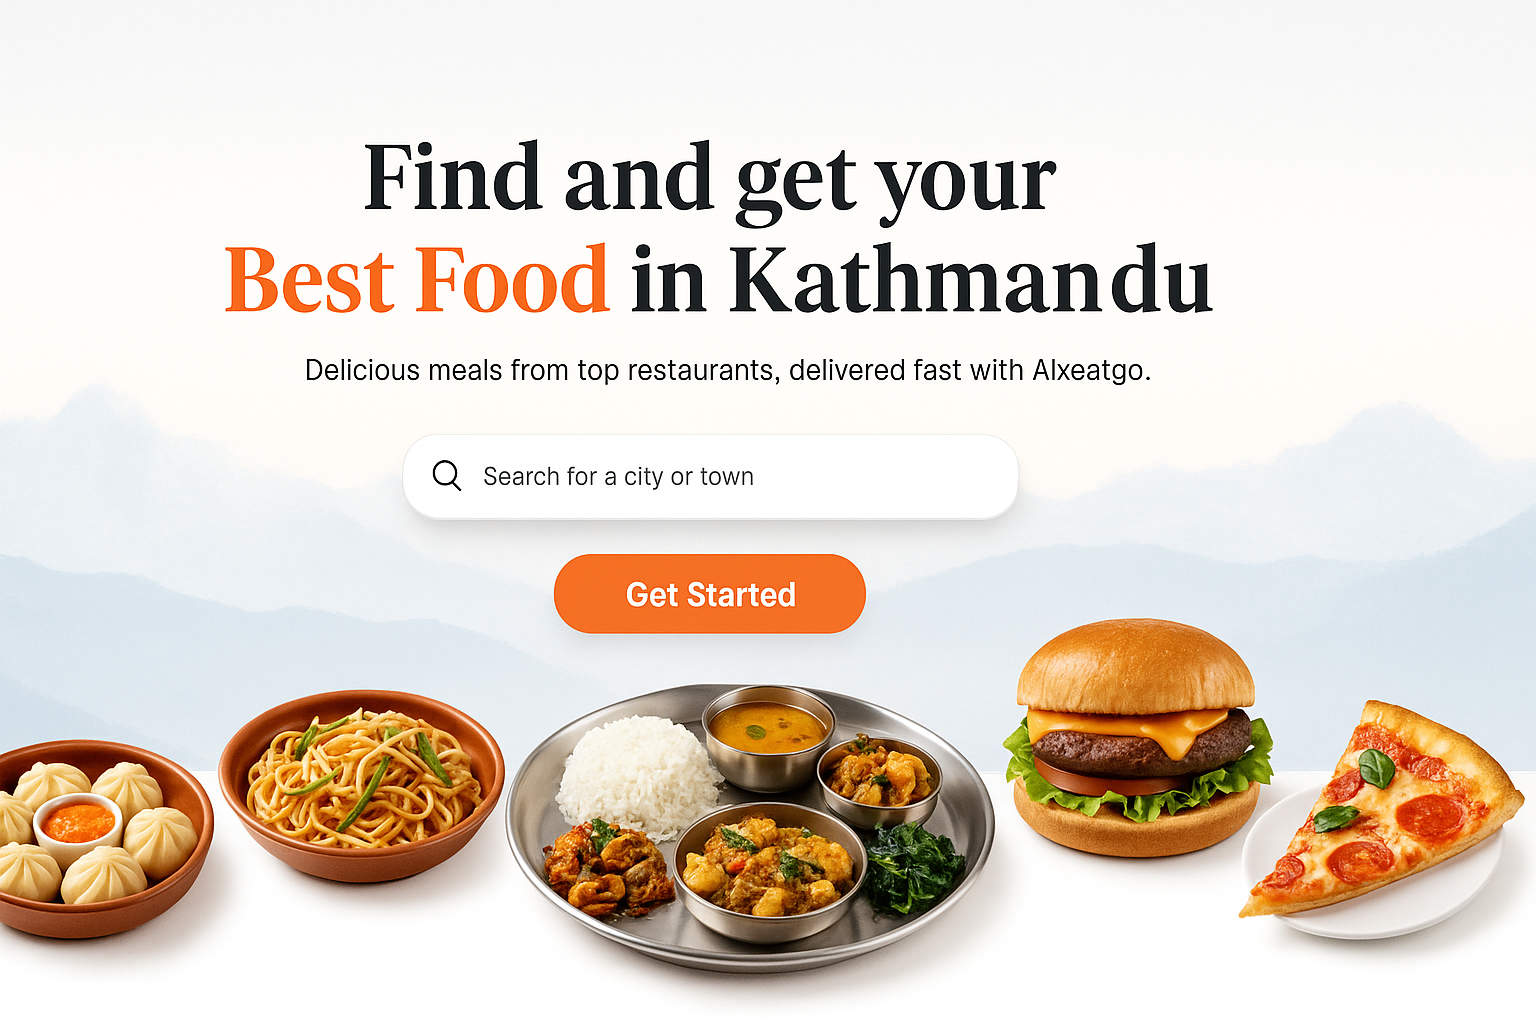 Find and get your
Best Food in Kathmandu
Delicious meals from top restaurants, delivered fast with Alxeatgo.
Search for a city or town
Get Started